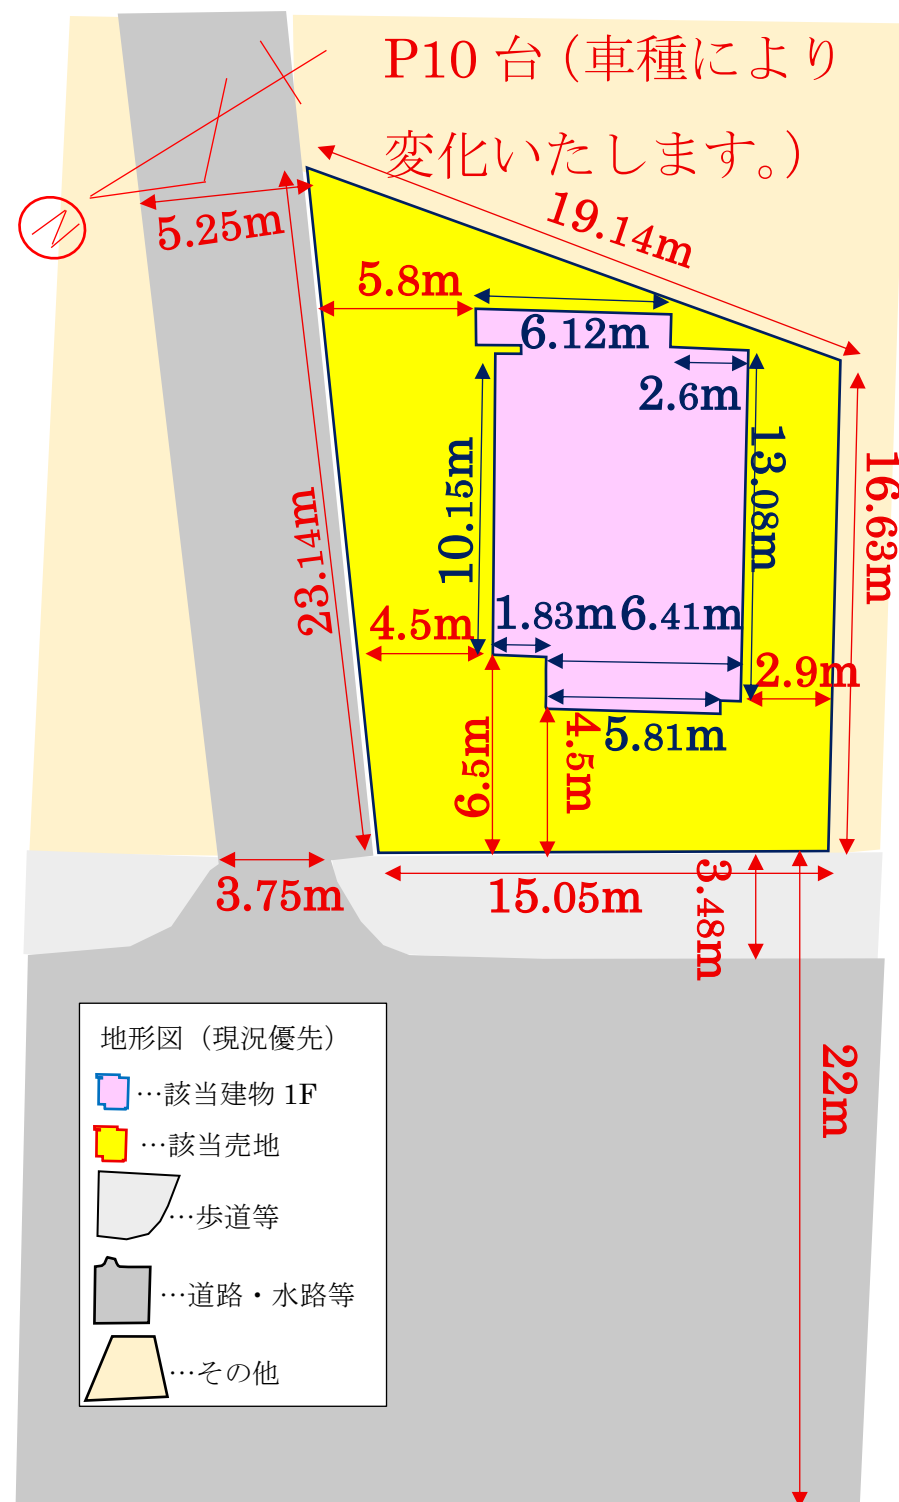 P10 台（車種により
変化いたします。）
N
5.25m
19.14m
5.8m
6.12m
2.6m
10.15m
13.08m
16.63m
23.14m
4.5m
1.83m
6.41m
2.9m
6.5m
4.5m
5.81m
3.75m
15.05m
3.48m
22m
地形図（現況優先）
…該当建物 1F
…該当売地
…歩道等
…道路・水路等
…その他